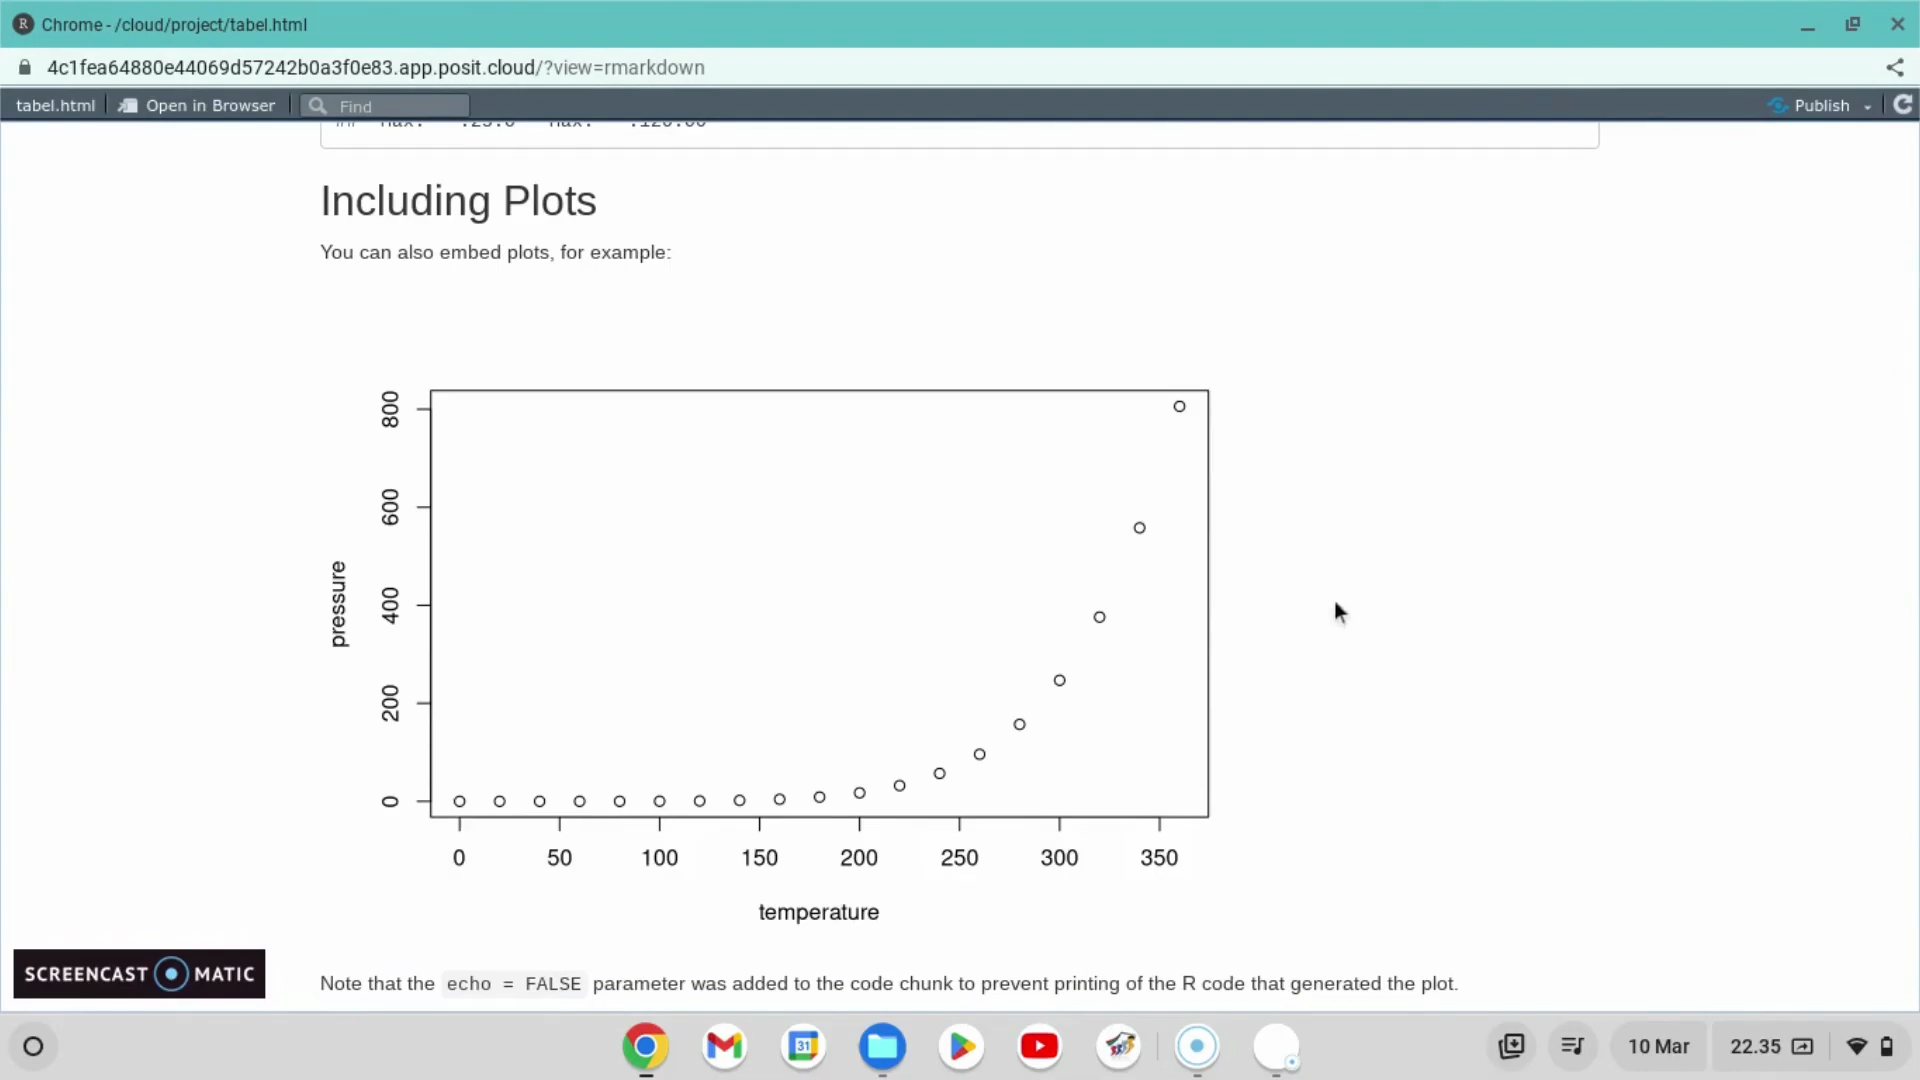 Chrome - /cloud/project/tabel.html
4c1fea64880e44069d57242b0a3f0e83.app.posit.cloud/?view=rmarkdown
tabel.html Open in Browser Find Publish
Including Plots
You can also embed plots, for example:
800
600
400
200
0
pressure
0 50 100 150 200 250 300 350
temperature
Note that the echo = FALSE parameter was added to the code chunk to prevent printing of the R code that generated the plot.
SCREENCAST MATIC
31
10 Mar 22.35